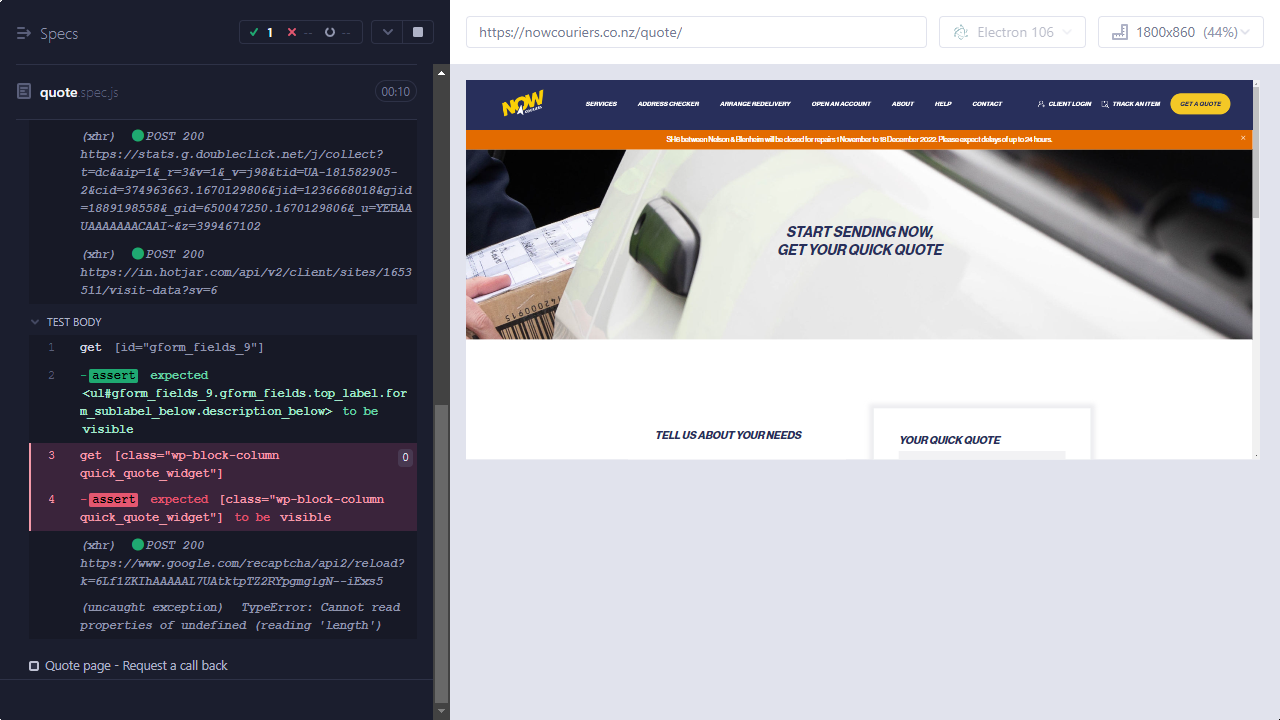 Specs
1
--
--
quote.spec.js
00:10
(xhr) POST 200
https://stats.g.doubleclick.net/j/collect?
t=dc&aip=1&_r=3&v=1&_v=j98&tid=UA-181582905-
2&cid=374963663.1670129806&jid=1236668018&gjid
=1889198558&_gid=650047250.1670129806&_u=YEBAA
UAAAAAAACAAI~&z=399467102
(xhr) POST 200
https://in.hotjar.com/api/v2/client/sites/1653
511/visit-data?sv=6
TEST BODY
1 get [id="gform_fields_9"]
2 -assert expected
<ul#gform_fields_9.gform_fields.top_label.for
m_sublabel_below.description_below> to be
visible
3 get [class="wp-block-column 0
quick_quote_widget"]
4 -assert expected [class="wp-block-column
quick_quote_widget"] to be visible
(xhr) POST 200
https://www.google.com/recaptcha/api2/reload?
k=6Lf1ZKIhAAAAAL7UAtktpTZ2RYpgmglgN--iExs5
(uncaught exception) TypeError: Cannot read
properties of undefined (reading 'length')
Quote page - Request a call back
https://nowcouriers.co.nz/quote/
Electron 106
1800x860 (44%)
NOW
COURIERS
SERVICES ADDRESS CHECKER ARRANGE REDELIVERY OPEN AN ACCOUNT ABOUT HELP CONTACT CLIENT LOGIN TRACK AN ITEM GET A QUOTE
SH6 between Nelson & Blenheim will be closed for repairs 1 November to 18 December 2022. Please expect delays of up to 24 hours. ×
START SENDING NOW,
GET YOUR QUICK QUOTE
41200915
TELL US ABOUT YOUR NEEDS
YOUR QUICK QUOTE